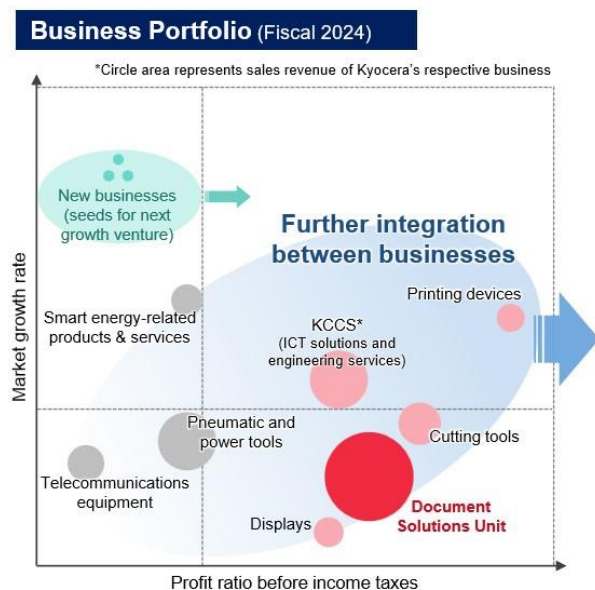 Business Portfolio (Fiscal 2024)
*Circle area represents sales revenue of Kyocera's respective business
New businesses
(seeds for next
growth venture)
Further integration
between businesses
Printing devices
Smart energy-related
products & services
KCCS*
(ICT solutions and
engineering services)
Market growth rate
Pneumatic and
power tools
Cutting tools
Telecommunications
equipment
Document
Solutions Unit
Displays
Profit ratio before income taxes